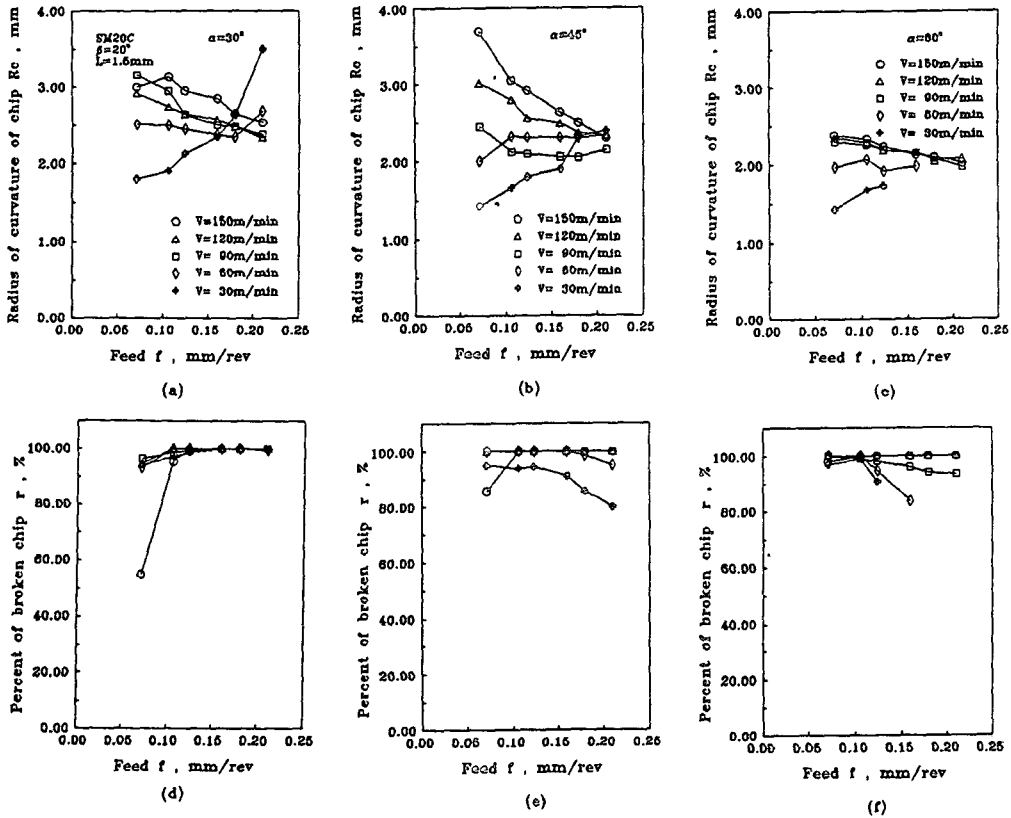 4.00
3.00
2.00
1.00
0.00
Radius of curvature of chip Rc , mm
SM20C
β=20°
L=1.5mm
α=30°
V=150m/min
V=120m/min
V= 90m/min
V= 60m/min
V= 30m/min
0.00 0.05 0.10 0.15 0.20 0.25
Feed f , mm/rev
(a)
4.00
3.00
2.00
1.00
0.00
Radius of curvature of chip Rc , mm
α=45°
V=150m/min
V=120m/min
V= 90m/min
V= 60m/min
V= 30m/min
0.00 0.05 0.10 0.15 0.20 0.25
Feed f , mm/rev
(b)
4.00
3.00
2.00
1.00
0.00
Radius of curvature of chip Rc , mm
α=60°
V=150m/min
V=120m/min
V= 90m/min
V= 60m/min
V= 30m/min
0.00 0.05 0.10 0.15 0.20 0.25
Feed f , mm/rev
(c)
100.00
80.00
60.00
40.00
20.00
0.00
Percent of broken chip r , %
0.00 0.05 0.10 0.15 0.20 0.25
Feed f , mm/rev
(d)
100.00
80.00
60.00
40.00
20.00
0.00
Percent of broken chip r , %
0.00 0.05 0.10 0.15 0.20 0.25
Feed f , mm/rev
(e)
100.00
80.00
60.00
40.00
20.00
0.00
Percent of broken chip r , %
0.00 0.05 0.10 0.15 0.20 0.25
Feed f , mm/rev
(f)